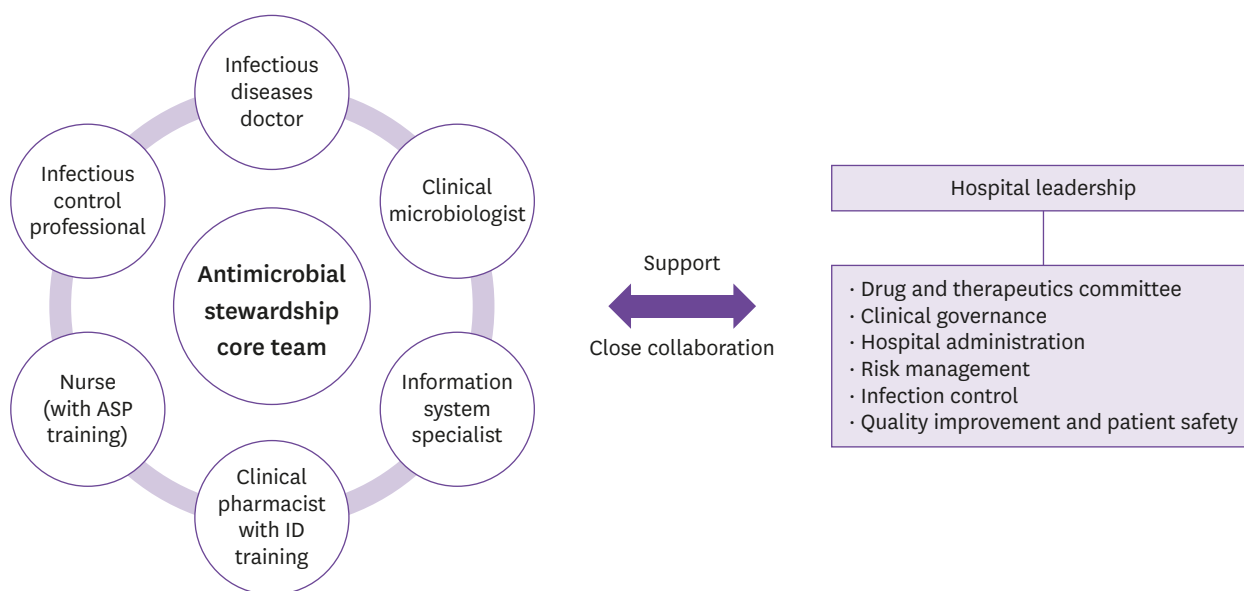 Infectious
diseases
doctor
Clinical
microbiologist
Information
system
specialist
Clinical
pharmacist
with ID
training
Nurse
(with ASP
training)
Infectious
control
professional
Antimicrobial
stewardship
core team
Support
Close collaboration
Hospital leadership
· Drug and therapeutics committee
· Clinical governance
· Hospital administration
· Risk management
· Infection control
· Quality improvement and patient safety